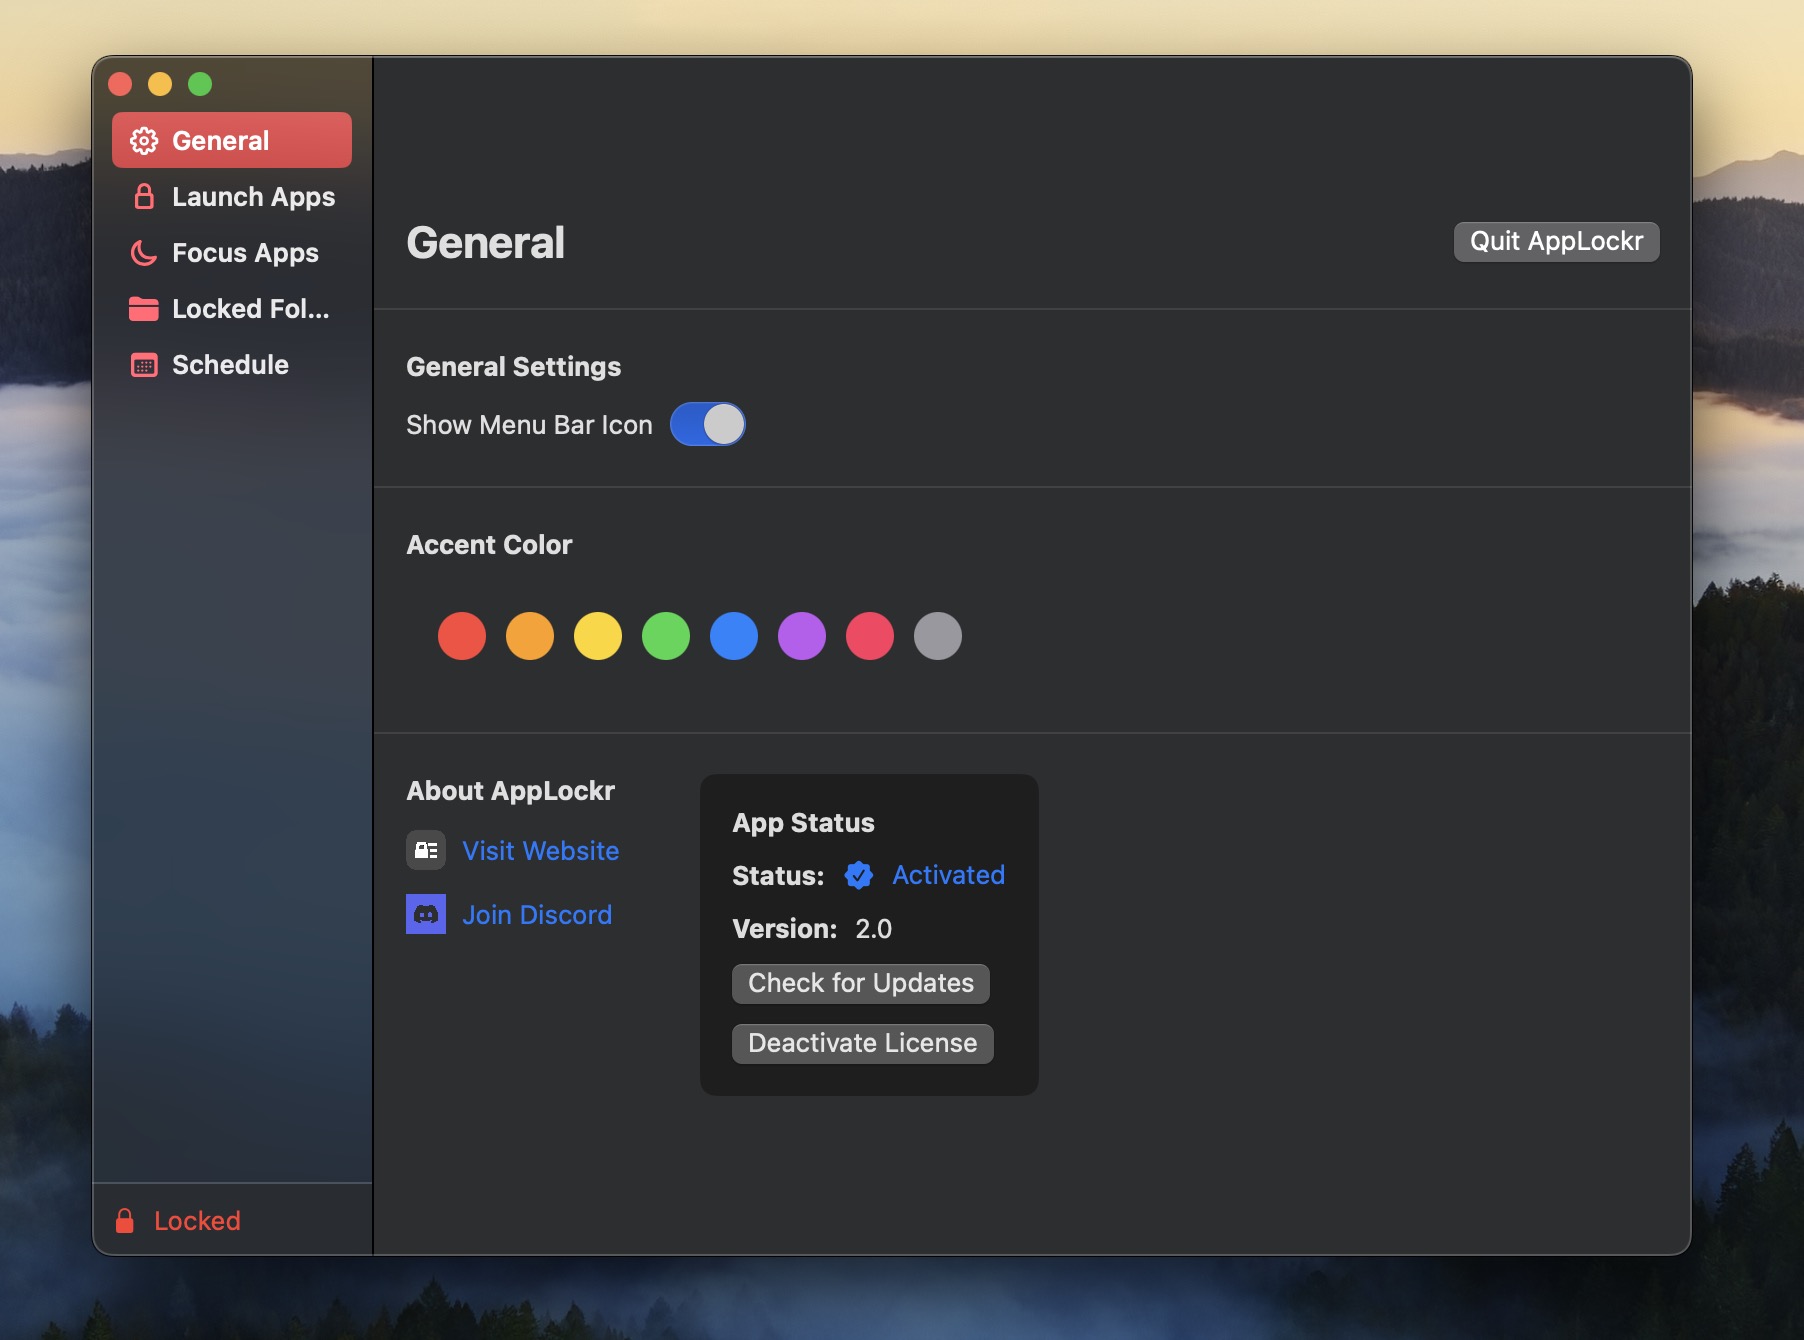 General
Launch Apps
Focus Apps
Locked Fol...
Schedule
Locked
General
Quit AppLockr
General Settings
Show Menu Bar Icon
Accent Color
About AppLockr
Visit Website
Join Discord
App Status
Status: Activated
Version: 2.0
Check for Updates
Deactivate License